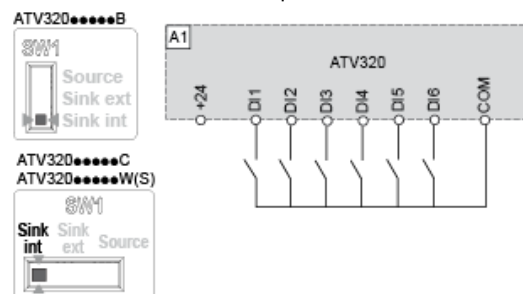 ATV320●●●●●B
SW1
Source
Sink ext
Sink int
A1
ATV320
+24
DI1
DI2
DI3
DI4
DI5
DI6
COM
ATV320●●●●●C
ATV320●●●●●W(S)
SW1
Sink int
Sink ext
Source